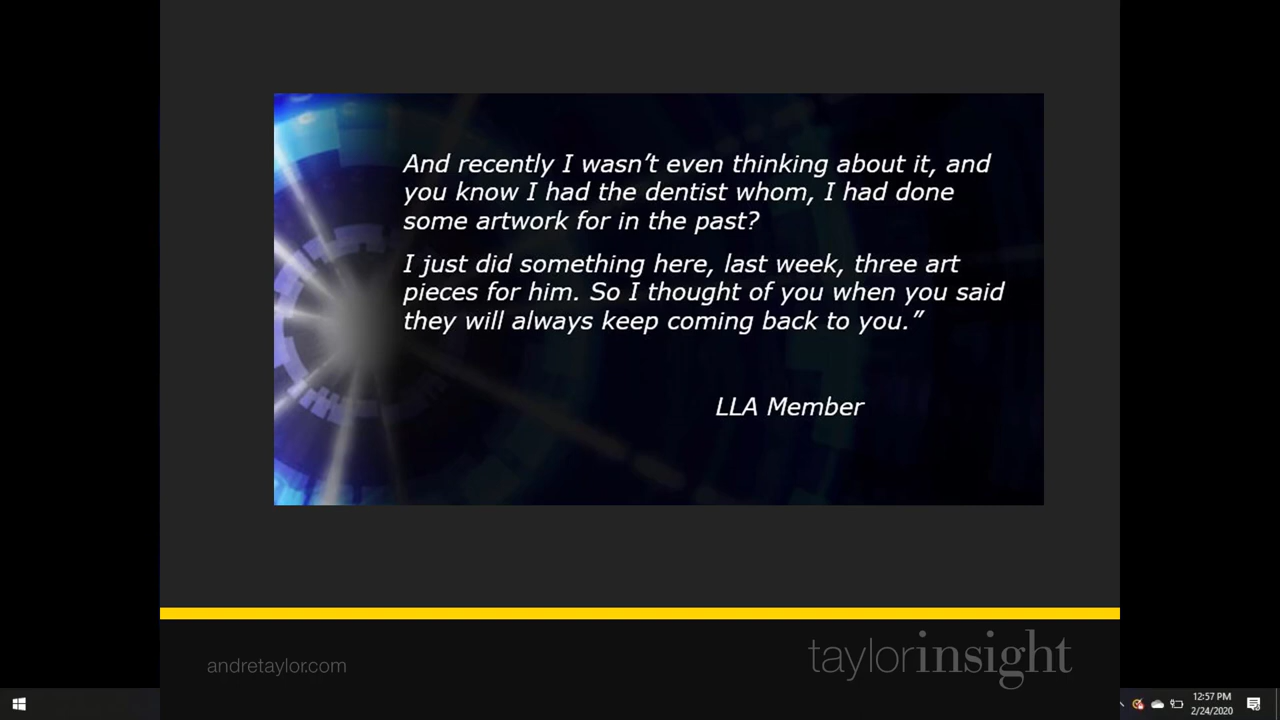 And recently I wasn’t even thinking about it, and
you know I had the dentist whom, I had done
some artwork for in the past?
I just did something here, last week, three art
pieces for him. So I thought of you when you said
they will always keep coming back to you.”
LLA Member
andretaylor.com
taylorinsight
12:57 PM
2/24/2020